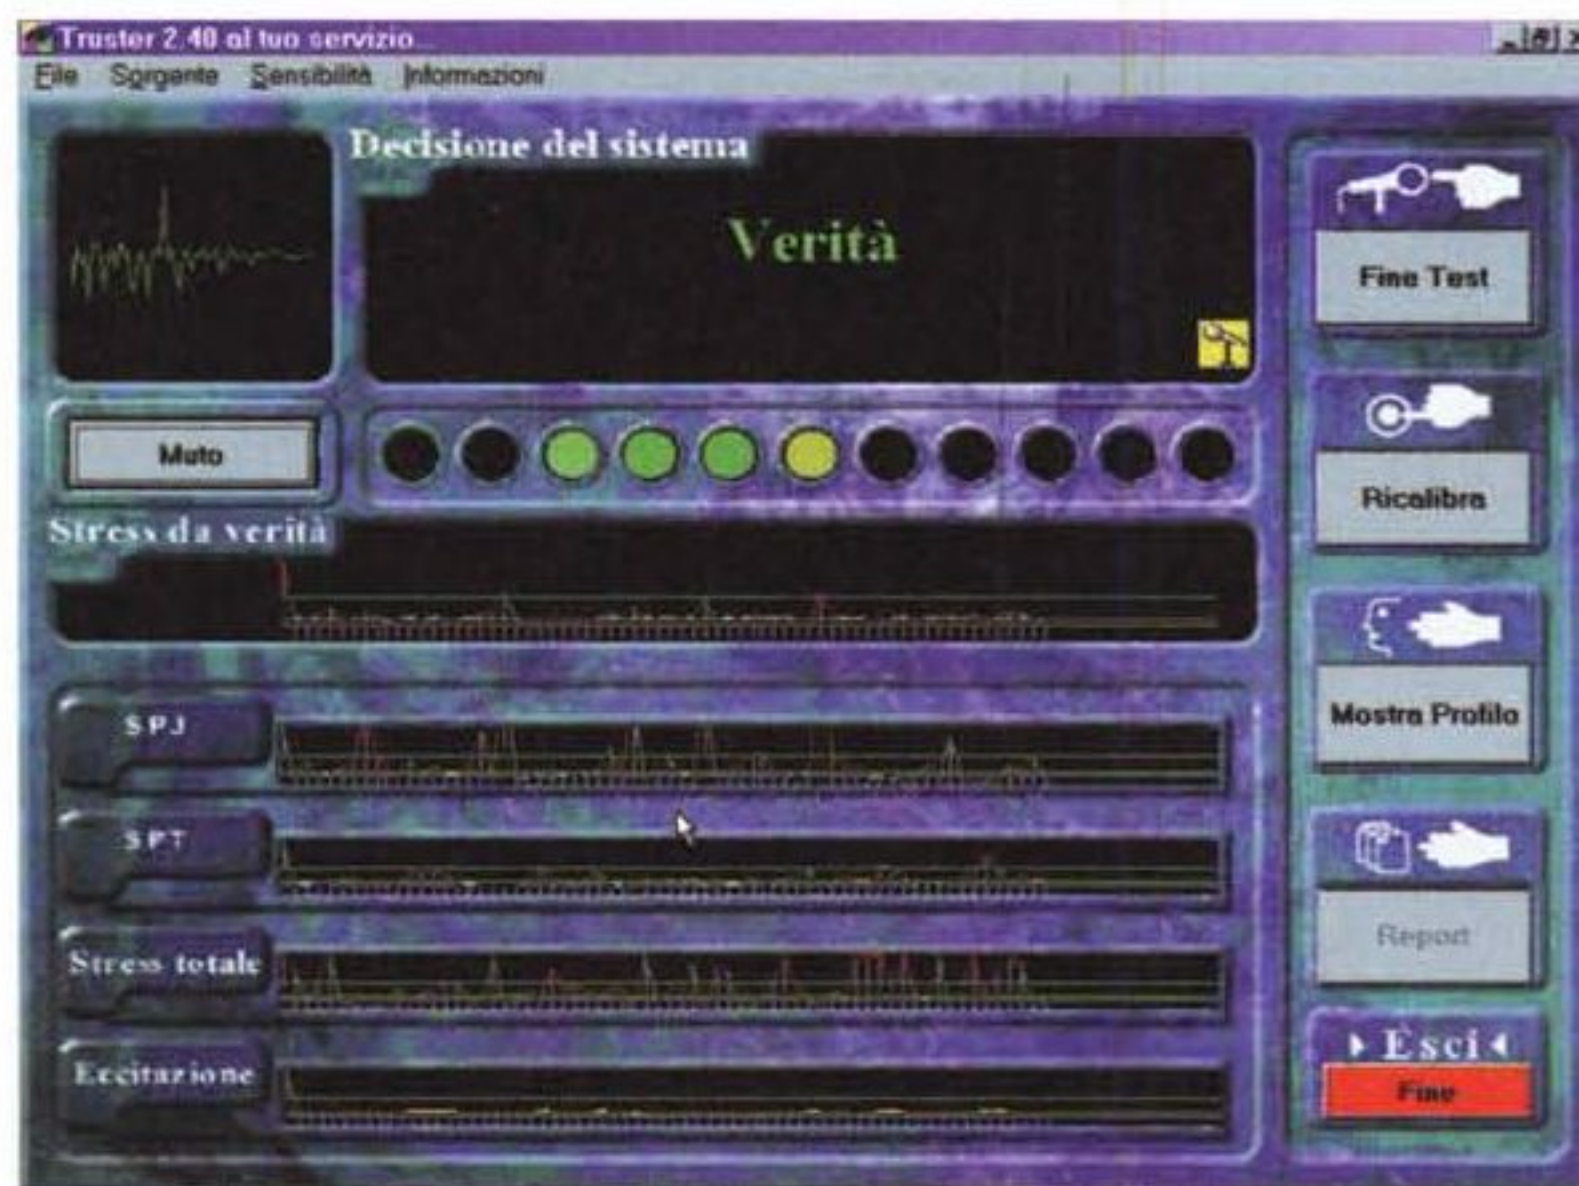 Truster 2.40 al tuo servizio...
File Sorgente Sensibilità Informazioni
Decisione del sistema
Verità
Fine Test
Muto
Ricalibra
Stress da verità
Mostra Profilo
SPJ
SPT
Report
Stress totale
Esci
Eccitazione
Fine